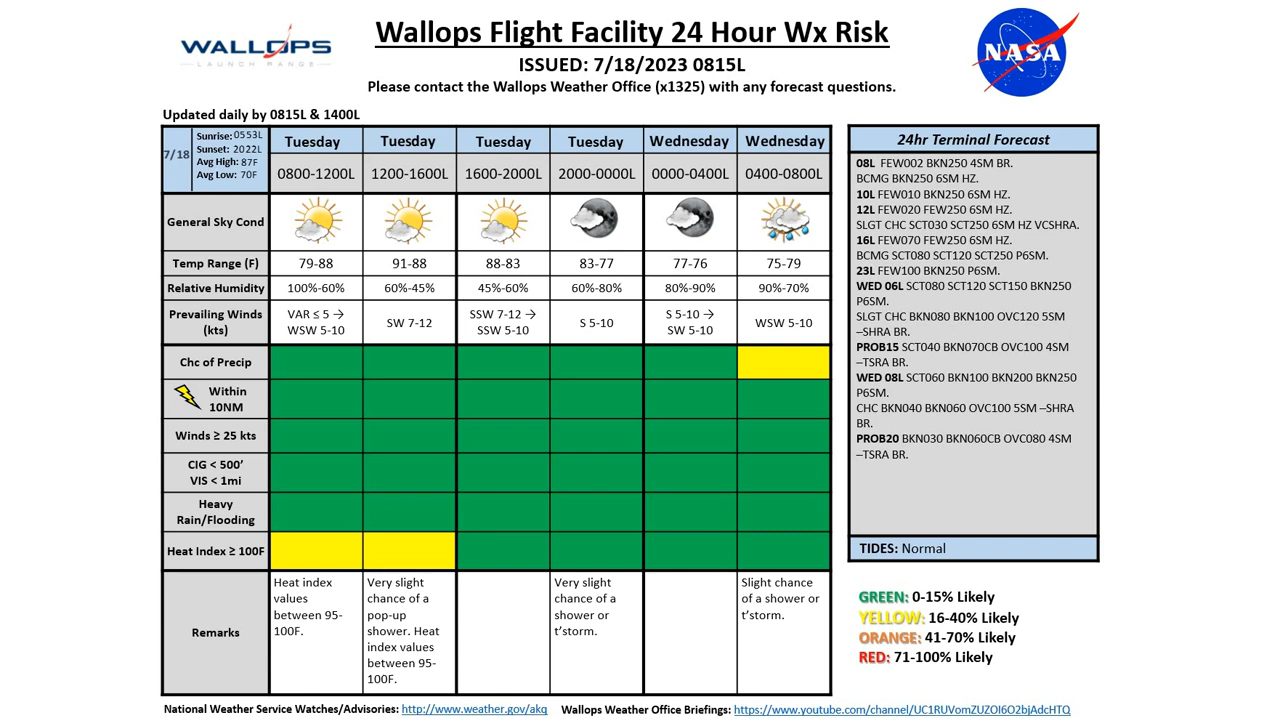 WALLOPS
LAUNCH RANGE
Wallops Flight Facility 24 Hour Wx Risk
ISSUED: 7/18/2023 0815L
Please contact the Wallops Weather Office (x1325) with any forecast questions.
NASA
Updated daily by 0815L & 1400L
7/18
Sunrise: 0553L
Sunset: 2022L
Avg High: 87F
Avg Low: 70F
Tuesday Tuesday Tuesday Tuesday Wednesday Wednesday
0800-1200L 1200-1600L 1600-2000L 2000-0000L 0000-0400L 0400-0800L
General Sky Cond
Temp Range (F) 79-88 91-88 88-83 83-77 77-76 75-79
Relative Humidity 100%-60% 60%-45% 45%-60% 60%-80% 80%-90% 90%-70%
Prevailing Winds
(kts)
VAR ≤ 5 →
WSW 5-10
SW 7-12
SSW 7-12 →
SSW 5-10
S 5-10
S 5-10 →
SW 5-10
WSW 5-10
Chc of Precip
Within
10NM
Winds ≥ 25 kts
CIG < 500’
VIS < 1mi
Heavy
Rain/Flooding
Heat Index ≥ 100F
Remarks
Heat index
values
between 95-
100F.
Very slight
chance of a
pop-up
shower. Heat
index values
between 95-
100F.
Very slight
chance of a
shower or
t’storm.
Slight chance
of a shower or
t’storm.
24hr Terminal Forecast
08L FEW002 BKN250 4SM BR.
BCMG BKN250 6SM HZ.
10L FEW010 BKN250 6SM HZ.
12L FEW020 FEW250 6SM HZ.
SLGT CHC SCT030 SCT250 6SM HZ VCSHRA.
16L FEW070 FEW250 6SM HZ.
BCMG SCT080 SCT120 SCT250 P6SM.
23L FEW100 BKN250 P6SM.
WED 06L SCT080 SCT120 SCT150 BKN250
P6SM.
SLGT CHC BKN080 BKN100 OVC120 5SM
–SHRA BR.
PROB15 SCT040 BKN070CB OVC100 4SM
–TSRA BR.
WED 08L SCT060 BKN100 BKN200 BKN250
P6SM.
CHC BKN040 BKN060 OVC100 5SM –SHRA
BR.
PROB20 BKN030 BKN060CB OVC080 4SM
–TSRA BR.
TIDES: Normal
GREEN: 0-15% Likely
YELLOW: 16-40% Likely
ORANGE: 41-70% Likely
RED: 71-100% Likely
National Weather Service Watches/Advisories: http://www.weather.gov/akq Wallops Weather Office Briefings: https://www.youtube.com/channel/UC1RUVomZUZOl6O2bjAdcHTQ